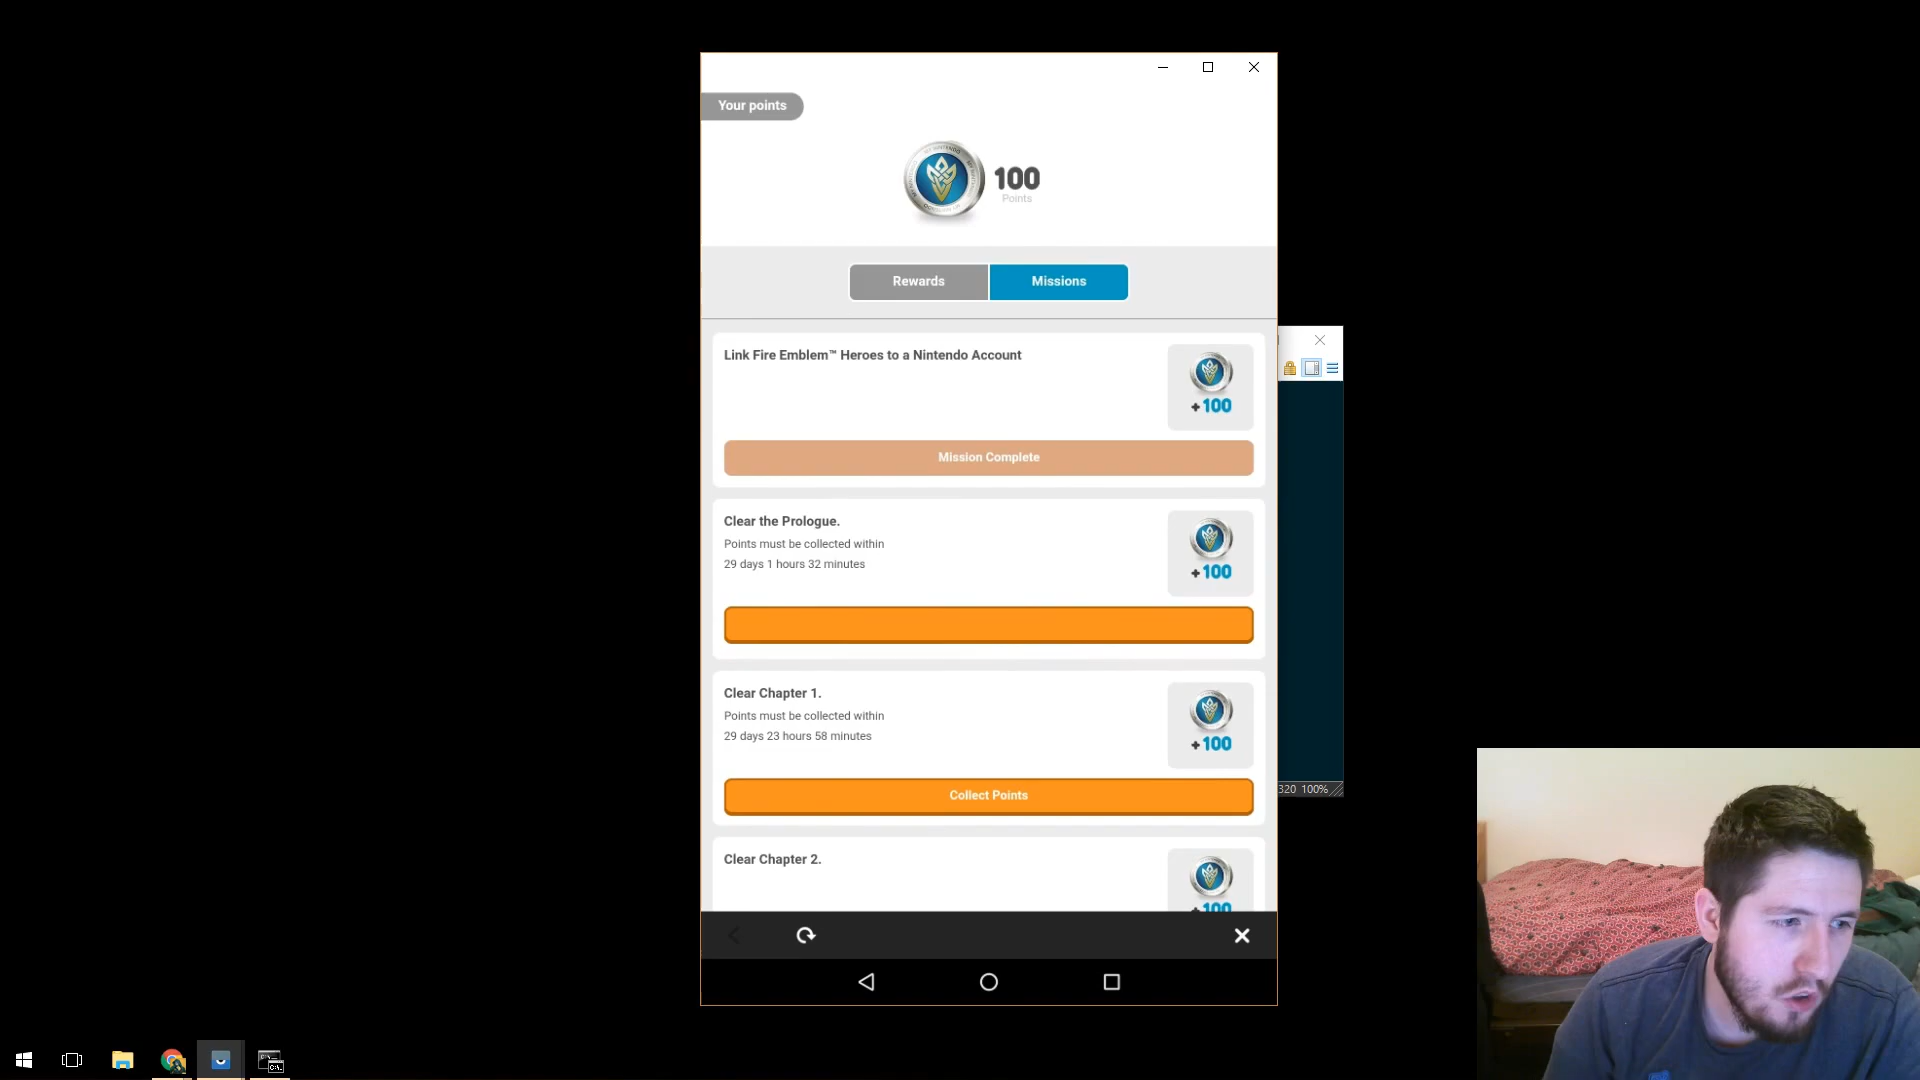 Your points
100
Points
Rewards
Missions
Link Fire Emblem™ Heroes to a Nintendo Account
+100
Mission Complete
Clear the Prologue.
Points must be collected within
29 days 1 hours 32 minutes
+100
Clear Chapter 1.
Points must be collected within
29 days 23 hours 58 minutes
+100
Collect Points
320 100%
Clear Chapter 2.
+100